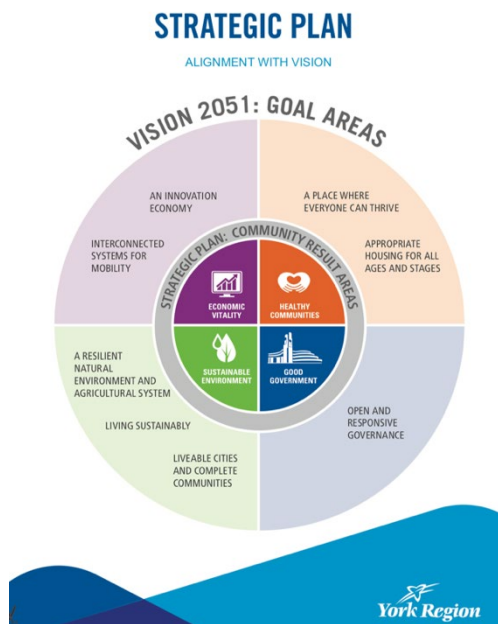 STRATEGIC PLAN
ALIGNMENT WITH VISION
VISION 2051: GOAL AREAS
AN INNOVATION
ECONOMY
INTERCONNECTED
SYSTEMS FOR
MOBILITY
A PLACE WHERE
EVERYONE CAN THRIVE
APPROPRIATE
HOUSING FOR ALL
AGES AND STAGES
STRATEGIC PLAN: COMMUNITY RESULT AREAS
ECONOMIC
VITALITY
HEALTHY
COMMUNITIES
SUSTAINABLE
ENVIRONMENT
GOOD
GOVERNMENT
A RESILIENT
NATURAL
ENVIRONMENT AND
AGRICULTURAL SYSTEM
LIVING SUSTAINABLY
LIVEABLE CITIES
AND COMPLETE
COMMUNITIES
OPEN AND
RESPONSIVE
GOVERNANCE
York Region